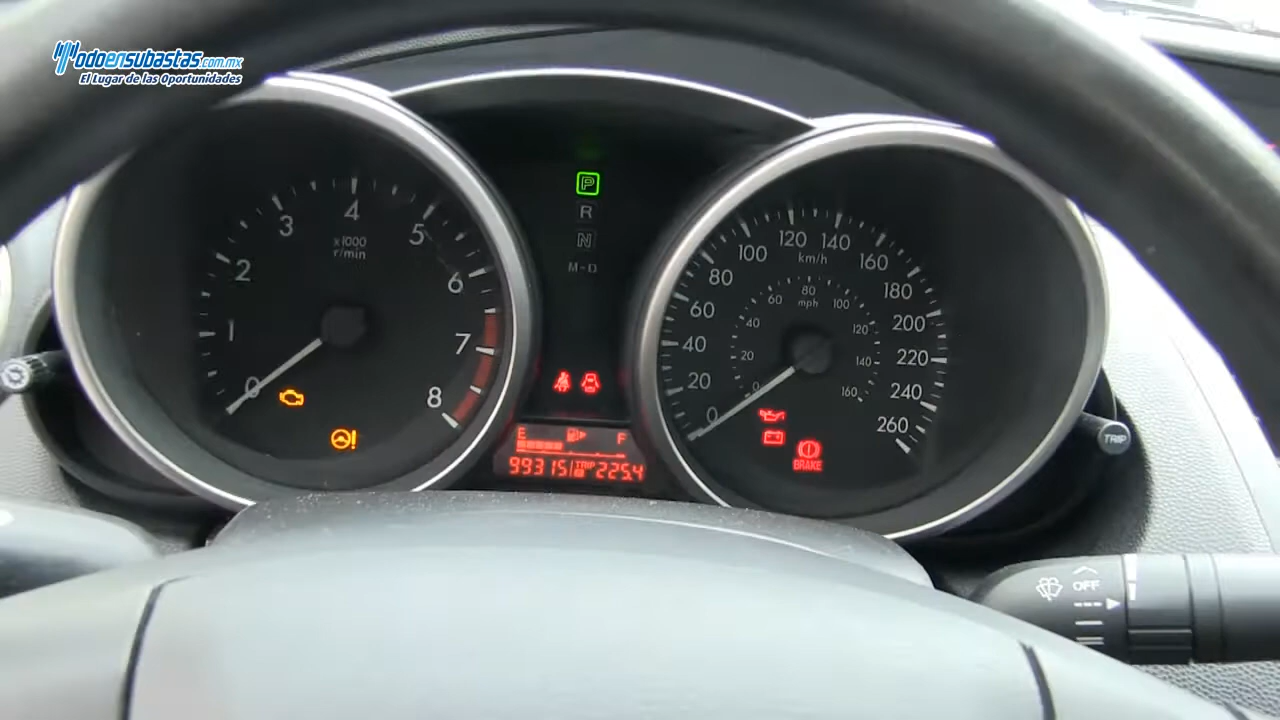 Todoensubastas.com.mx
El Lugar de las Oportunidades
0
1
2
3
4
5
6
7
8
x1000
r/min
P
R
N
M-D
E
F
99315
TRIP
B
225.4
0
20
40
60
80
100
120
140
160
180
200
220
240
260
km/h
0
20
40
60
80
100
120
140
160
mph
BRAKE
TRIP
OFF